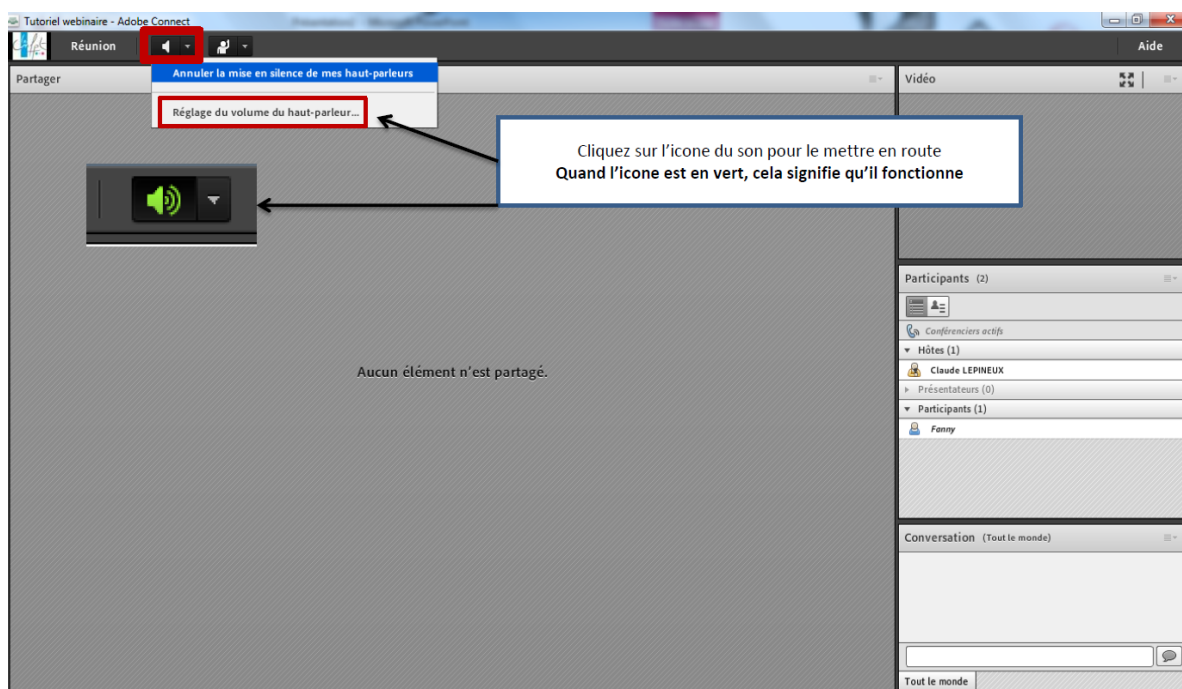 Tutoriel webinaire - Adobe Connect
Réunion
Aide
Partager
Annuler la mise en silence de mes haut-parleurs
Réglage du volume du haut-parleur...
Vidéo
Cliquez sur l’icone du son pour le mettre en route
Quand l’icone est en vert, cela signifie qu’il fonctionne
Aucun élément n’est partagé.
Participants (2)
Conférenciers actifs
Hôtes (1)
Claude LEPINEUX
Présentateurs (0)
Participants (1)
Fanny
Conversation (Tout le monde)
Tout le monde